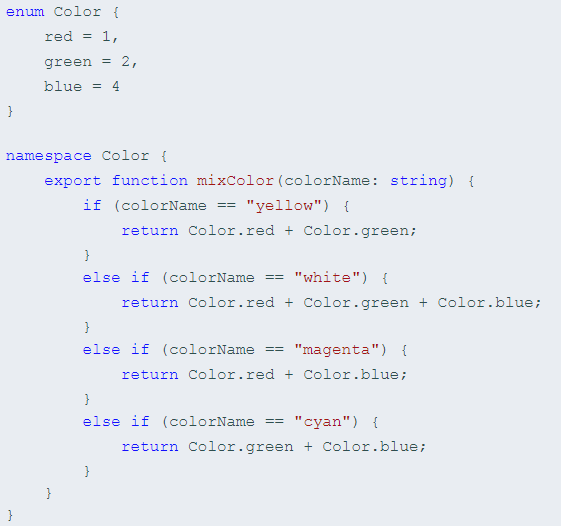 enum Color {
    red = 1,
    green = 2,
    blue = 4
}

namespace Color {
    export function mixColor(colorName: string) {
        if (colorName == "yellow") {
            return Color.red + Color.green;
        }
        else if (colorName == "white") {
            return Color.red + Color.green + Color.blue;
        }
        else if (colorName == "magenta") {
            return Color.red + Color.blue;
        }
        else if (colorName == "cyan") {
            return Color.green + Color.blue;
        }
    }
}